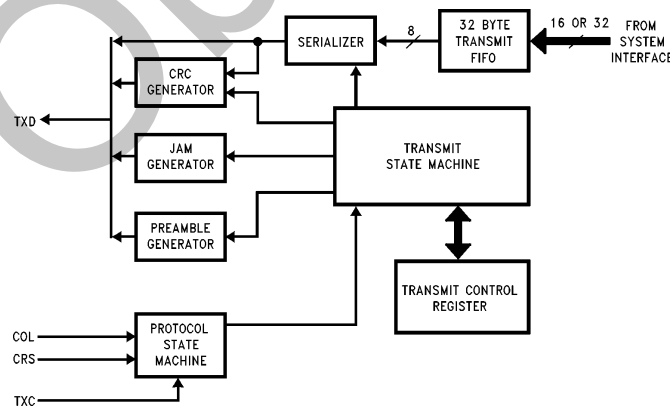 16 OR 32
FROM
SYSTEM
INTERFACE
32 BYTE
TRANSMIT
FIFO
8
SERIALIZER
CRC
GENERATOR
TXD
JAM
GENERATOR
TRANSMIT
STATE MACHINE
PREAMBLE
GENERATOR
TRANSMIT CONTROL
REGISTER
PROTOCOL
STATE
MACHINE
COL
CRS
TXC